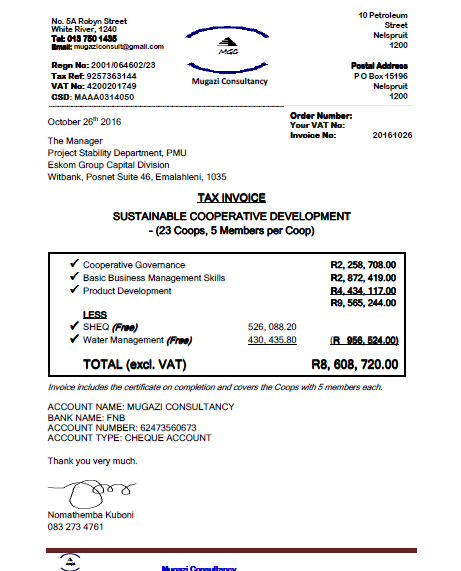 No. 5A Robyn Street
White River, 1240
Tel: 013 750 1435
Email: mugaziconsult@gmail.com
Regn No: 2001/064602/23
Tax Ref: 9257363144
VAT No: 4200201749
CSD: MAAA0314050
MGC
Mugazi Consultancy
10 Petroleum
Street
Nelspruit
1200
Postal Address
P O Box 15196
Nelspruit
1200
October 26th 2016
Order Number:
Your VAT No:
Invoice No: 20161026
The Manager
Project Stability Department, PMU
Eskom Group Capital Division
Witbank, Posnet Suite 46, Emalahleni, 1035
TAX INVOICE
SUSTAINABLE COOPERATIVE DEVELOPMENT
- (23 Coops, 5 Members per Coop)
✓ Cooperative Governance R2, 258, 708.00
✓ Basic Business Management Skills R2, 872, 419.00
✓ Product Development R4, 434, 117.00
R9, 565, 244.00
LESS
✓ SHEQ (Free) 526, 088.20
✓ Water Management (Free) 430, 435.80 (R 956, 524.00)
TOTAL (excl. VAT) R8, 608, 720.00
Invoice includes the certificate on completion and covers the Coops with 5 members each.
ACCOUNT NAME: MUGAZI CONSULTANCY
BANK NAME: FNB
ACCOUNT NUMBER: 62473560673
ACCOUNT TYPE: CHEQUE ACCOUNT
Thank you very much.
Nomathemba Kuboni
083 273 4761
MGC
Mugazi Consultancy